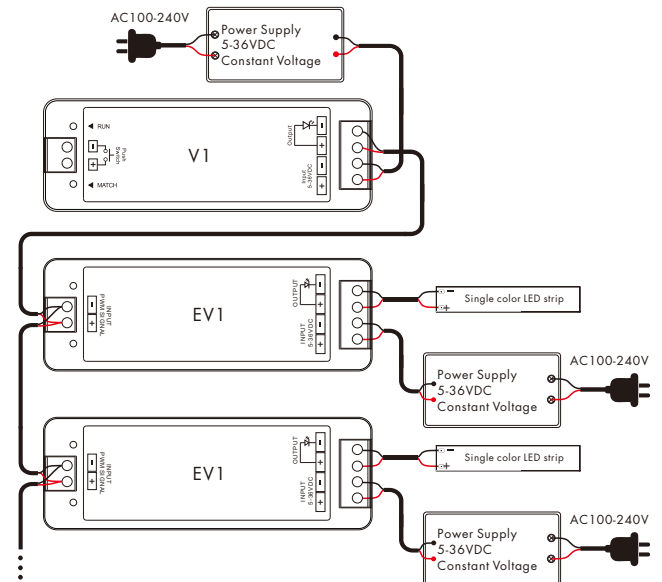 AC100-240V
Power Supply
5-36VDC
Constant Voltage
◄ RUN
Push
Switch
-
+
◄ MATCH
V1
Output
-
+
Input
5-36VDC
-
+
INPUT
PWM SIGNAL
-
+
EV1
OUTPUT
-
+
INPUT
5-36VDC
-
+
-
+
Single color LED strip
AC100-240V
Power Supply
5-36VDC
Constant Voltage
INPUT
PWM SIGNAL
-
+
EV1
OUTPUT
-
+
INPUT
5-36VDC
-
+
-
+
Single color LED strip
AC100-240V
Power Supply
5-36VDC
Constant Voltage